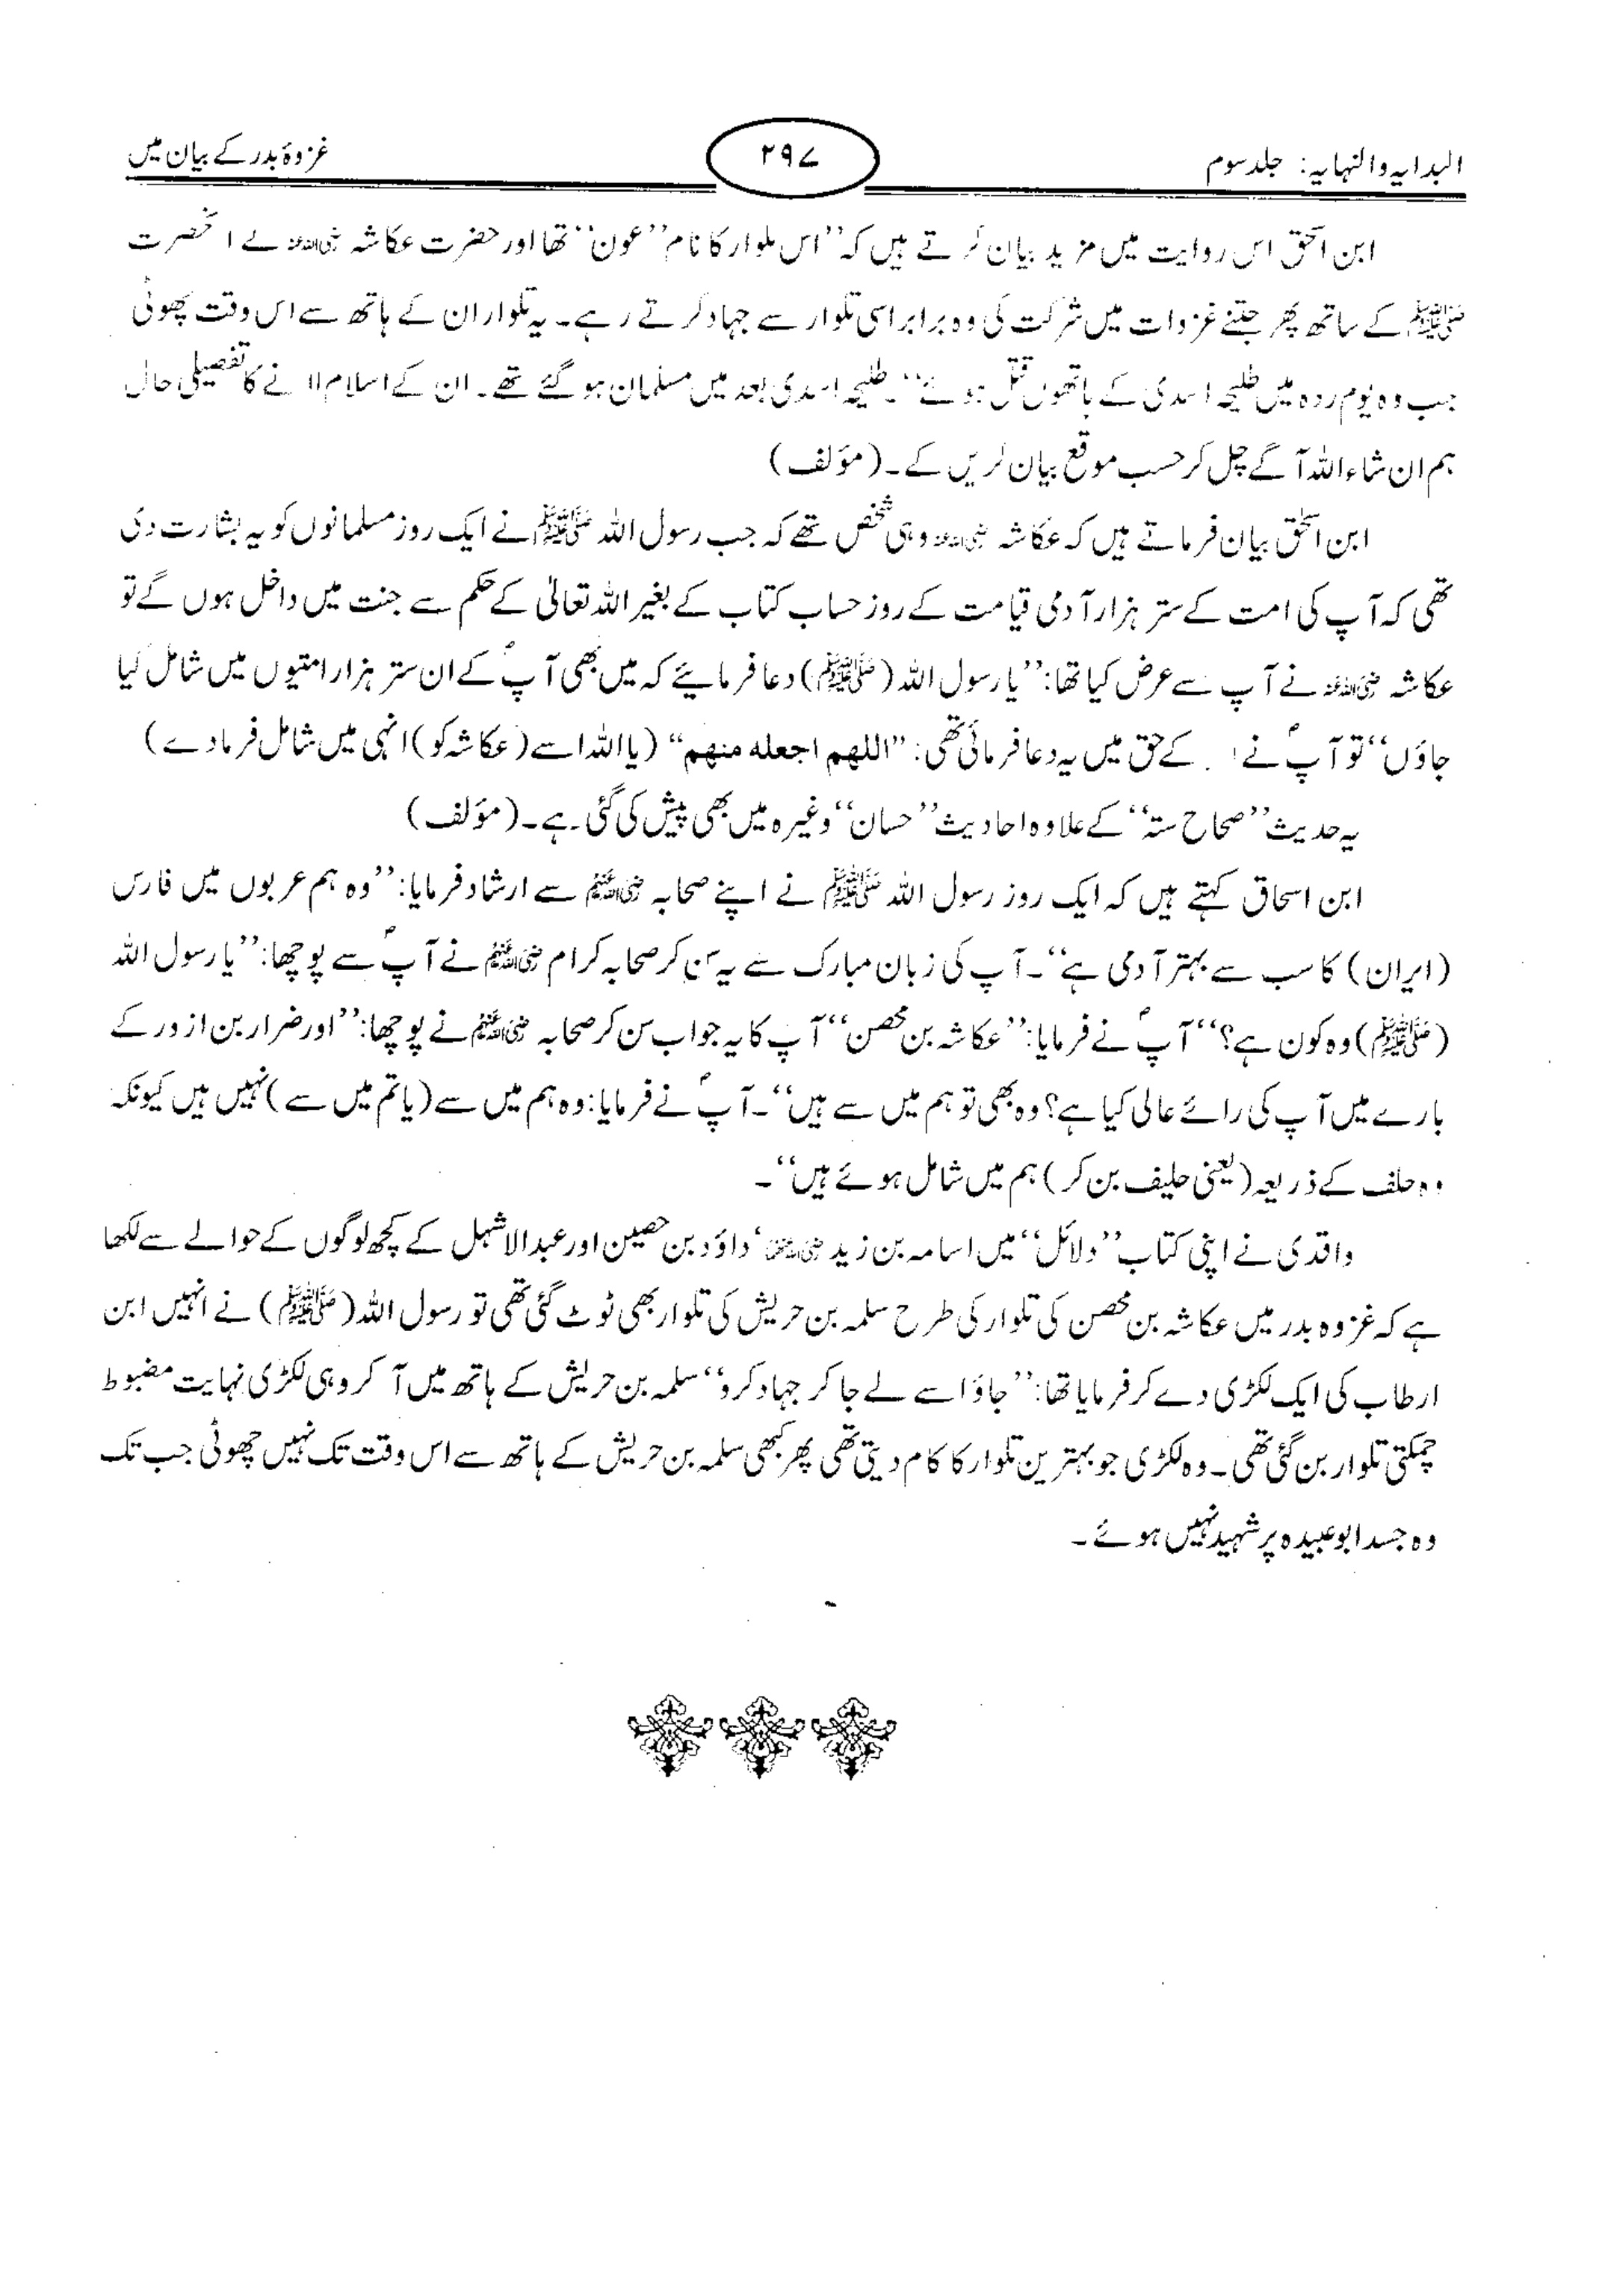 البدایہ والنہایہ: جلد سوم
۲۹۷
غزوۂ بدر کے بیان میں
ابن اسحٰق اس روایت میں مزید بیان کرتے ہیں کہ ’’اس تلوار کا نام ’’عون‘‘ تھا اور حضرت عکاشہ رضی اللہ عنہ نے آنحضرت
ﷺ کے ساتھ پھر جتنے غزوات میں شرکت کی وہ برابر اسی تلوار سے جہاد کرتے رہے۔ یہ تلوار ان کے ہاتھ سے اس وقت چھوٹی
جب وہ یوم ردہ میں طلیحہ اسدی کے ہاتھوں قتل ہوئے‘‘۔ طلیحہ اسدی بعد میں مسلمان ہو گئے تھے۔ ان کے اسلام لانے کا تفصیلی حال
ہم ان شاء اللہ آگے چل کر حسب موقع بیان کریں گے۔ (مؤلف)
ابن اسحٰق بیان فرماتے ہیں کہ عکاشہ رضی اللہ عنہ وہی شخص تھے کہ جب رسول اللہ ﷺ نے ایک روز مسلمانوں کو یہ بشارت دی
تھی کہ آپ کی امت کے ستر ہزار آدمی قیامت کے روز حساب کتاب کے بغیر اللہ تعالیٰ کے حکم سے جنت میں داخل ہوں گے تو
عکاشہ رضی اللہ عنہ نے آپ سے عرض کیا تھا: ’’یا رسول اللہ (ﷺ) دعا فرمایئے کہ میں بھی آپؐ کے ان ستر ہزار امتیوں میں شامل کیا
جاؤں‘‘ تو آپؐ نے کے حق میں یہ دعا فرمائی تھی: ’’اللهم اجعله منهم‘‘ (یا اللہ اسے (عکاشہ کو) انہی میں شامل فرما دے)
یہ حدیث ’’صحاح ستہ‘‘ کے علاوہ احادیث ’’حسان‘‘ وغیرہ میں بھی پیش کی گئی ہے۔ (مؤلف)
ابن اسحاق کہتے ہیں کہ ایک روز رسول اللہ ﷺ نے اپنے صحابہ رضی اللہ عنہم سے ارشاد فرمایا: ’’وہ ہم عربوں میں فارس
(ایران) کا سب سے بہتر آدمی ہے‘‘۔ آپ کی زبان مبارک سے یہ سن کر صحابہ کرام رضی اللہ عنہم نے آپؐ سے پوچھا: ’’یا رسول اللہ
(ﷺ) وہ کون ہے؟‘‘ آپؐ نے فرمایا: ’’عکاشہ بن محصن‘‘ آپ کا یہ جواب سن کر صحابہ رضی اللہ عنہم نے پوچھا: ’’اور ضرار بن ازور کے
بارے میں آپ کی رائے عالی کیا ہے؟ وہ بھی تو ہم میں سے ہیں‘‘۔ آپؐ نے فرمایا: وہ ہم میں سے (یا تم میں سے) نہیں ہیں کیونکہ
وہ حلف کے ذریعہ (یعنی حلیف بن کر) ہم میں شامل ہوئے ہیں‘‘۔
واقدی نے اپنی کتاب ’’دلائل‘‘ میں اسامہ بن زید رضی اللہ عنہ‘ داؤد بن حصین اور عبدالاشہل کے کچھ لوگوں کے حوالے سے لکھا
ہے کہ غزوہ بدر میں عکاشہ بن محصن کی تلوار کی طرح سلمہ بن حریش کی تلوار بھی ٹوٹ گئی تھی تو رسول اللہ (ﷺ) نے انہیں ابن
ارطاب کی ایک لکڑی دے کر فرمایا تھا: ’’جاؤ اسے لے جا کر جہاد کرو‘‘ سلمہ بن حریش کے ہاتھ میں آ کر وہی لکڑی نہایت مضبوط
چمکتی تلوار بن گئی تھی۔ وہ لکڑی جو بہترین تلوار کا کام دیتی تھی پھر کبھی سلمہ بن حریش کے ہاتھ سے اس وقت تک نہیں چھوٹی جب تک
وہ جسد ابوعبیدہ پر شہید نہیں ہوئے۔